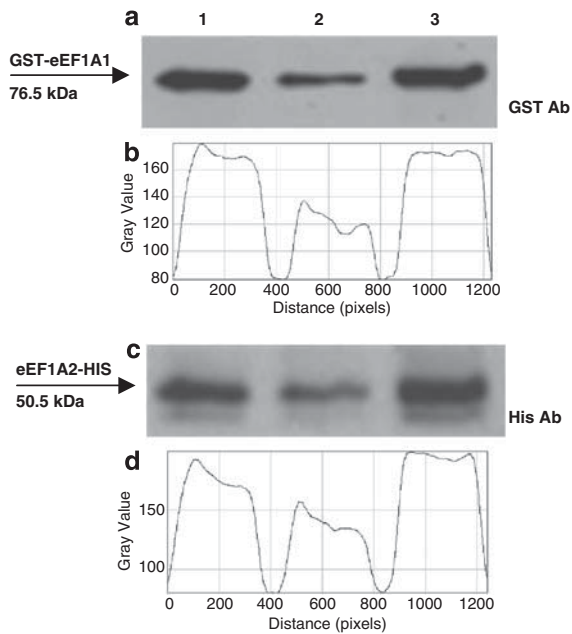 a 1 2 3
GST-eEF1A1
76.5 kDa
GST Ab
b
Gray Value
160
140
120
100
80
0 200 400 600 800 1000 1200
Distance (pixels)
c
eEF1A2-HIS
50.5 kDa
His Ab
d
Gray Value
150
100
0 200 400 600 800 1000 1200
Distance (pixels)